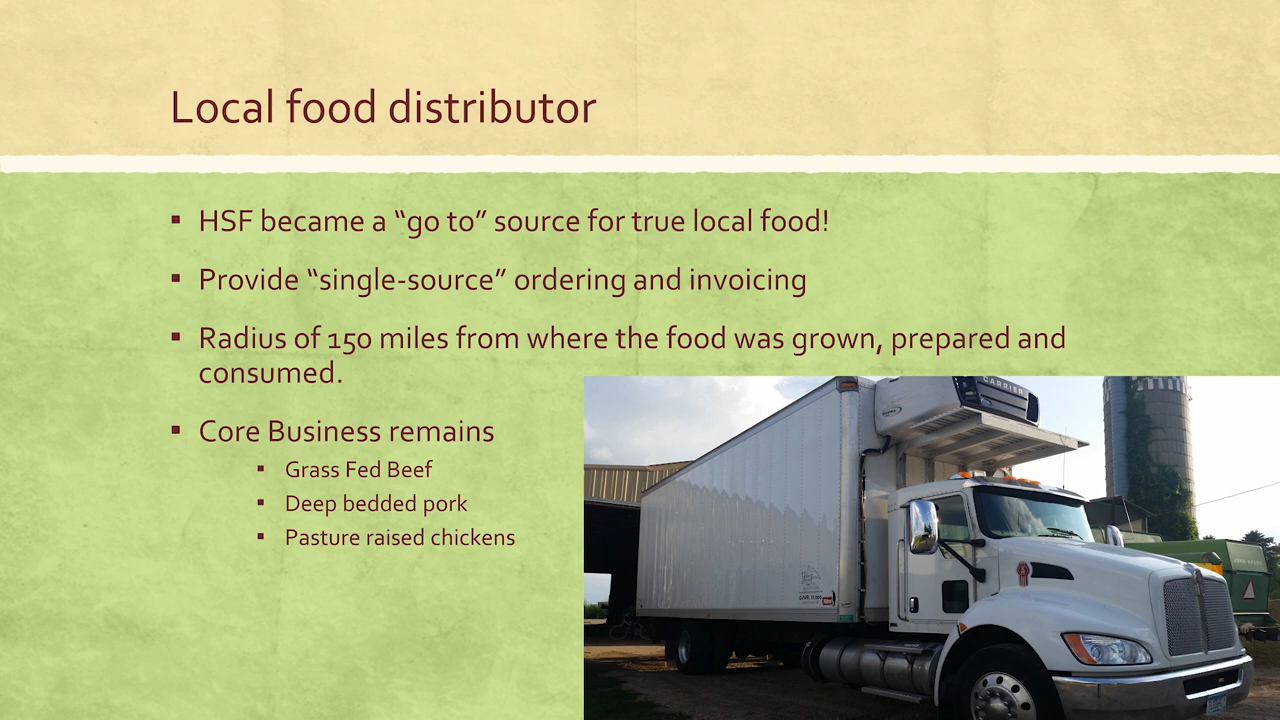 Local food distributor
▪ HSF became a “go to” source for true local food!
▪ Provide “single-source” ordering and invoicing
▪ Radius of 150 miles from where the food was grown, prepared and
consumed.
▪ Core Business remains
▪ Grass Fed Beef
▪ Deep bedded pork
▪ Pasture raised chickens
CARRIER
JOHN DEERE